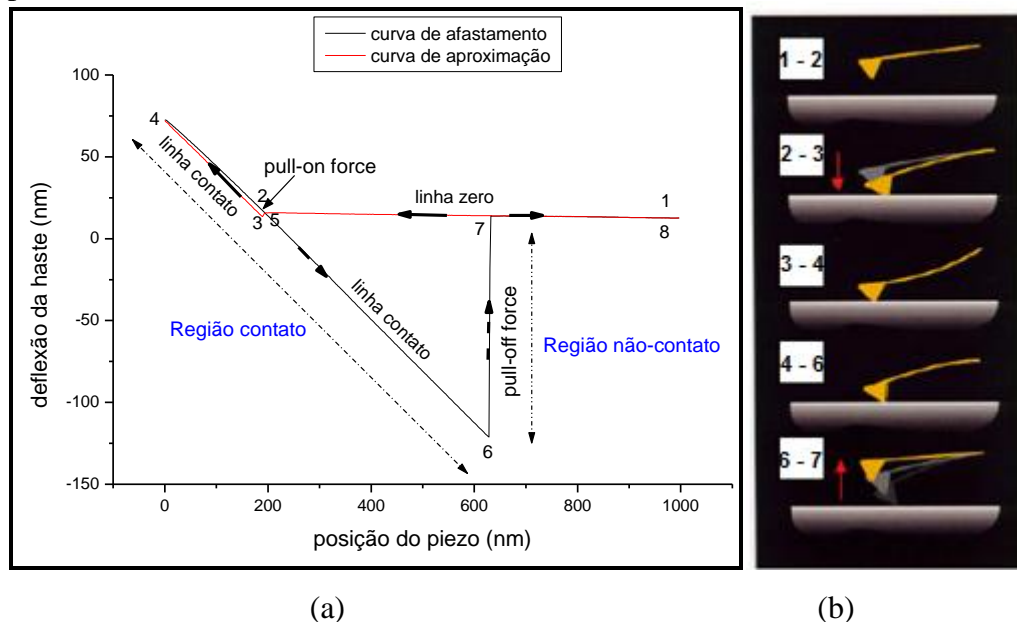 curva de afastamento
curva de aproximação
deflexão da haste (nm)
100
50
0
-50
-100
-150
0
200
400
600
800
1000
posição do piezo (nm)
4
linha contato
pull-on force
2
3
5
linha zero
1
7
8
linha contato
Região contato
pull-off force
Região não-contato
6
1 - 2
2 - 3
3 - 4
4 - 6
6 - 7
(a)
(b)